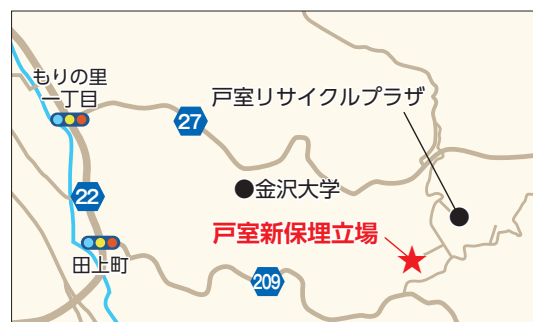 もりの里
一丁目
戸室リサイクルプラザ
27
金沢大学
22
戸室新保埋立場
田上町
209